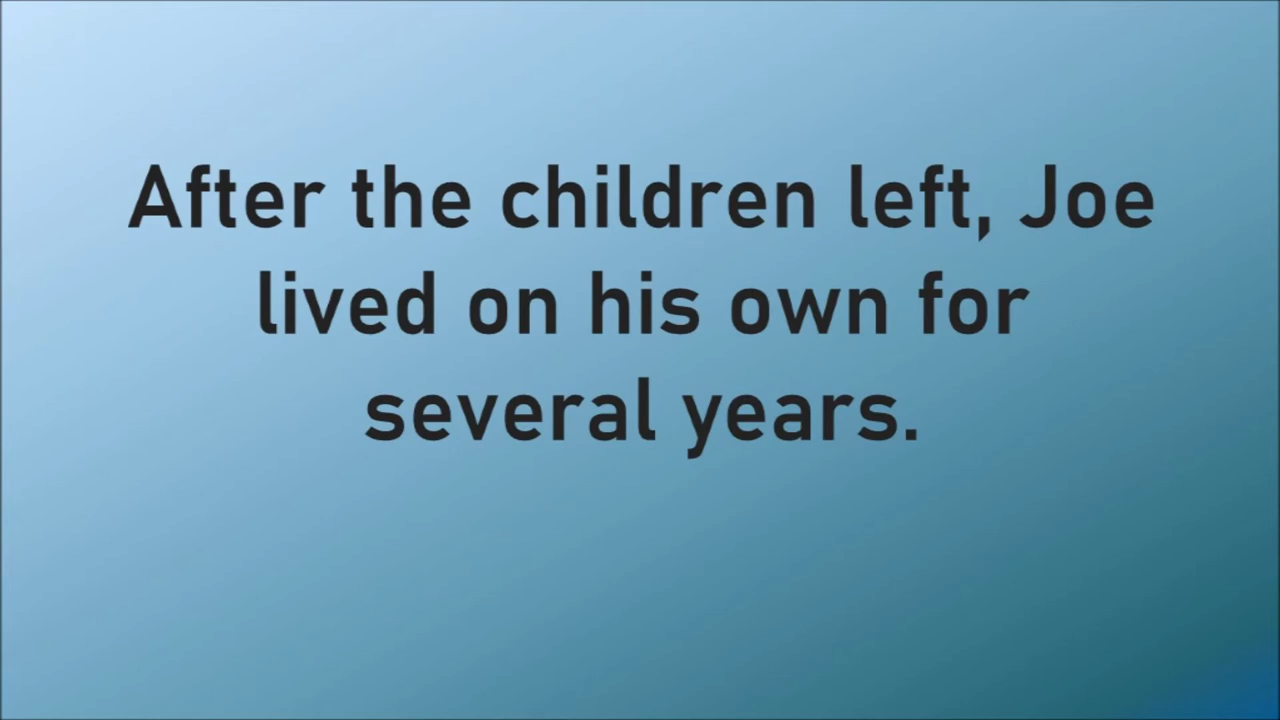 After the children left, Joe
lived on his own for
several years.